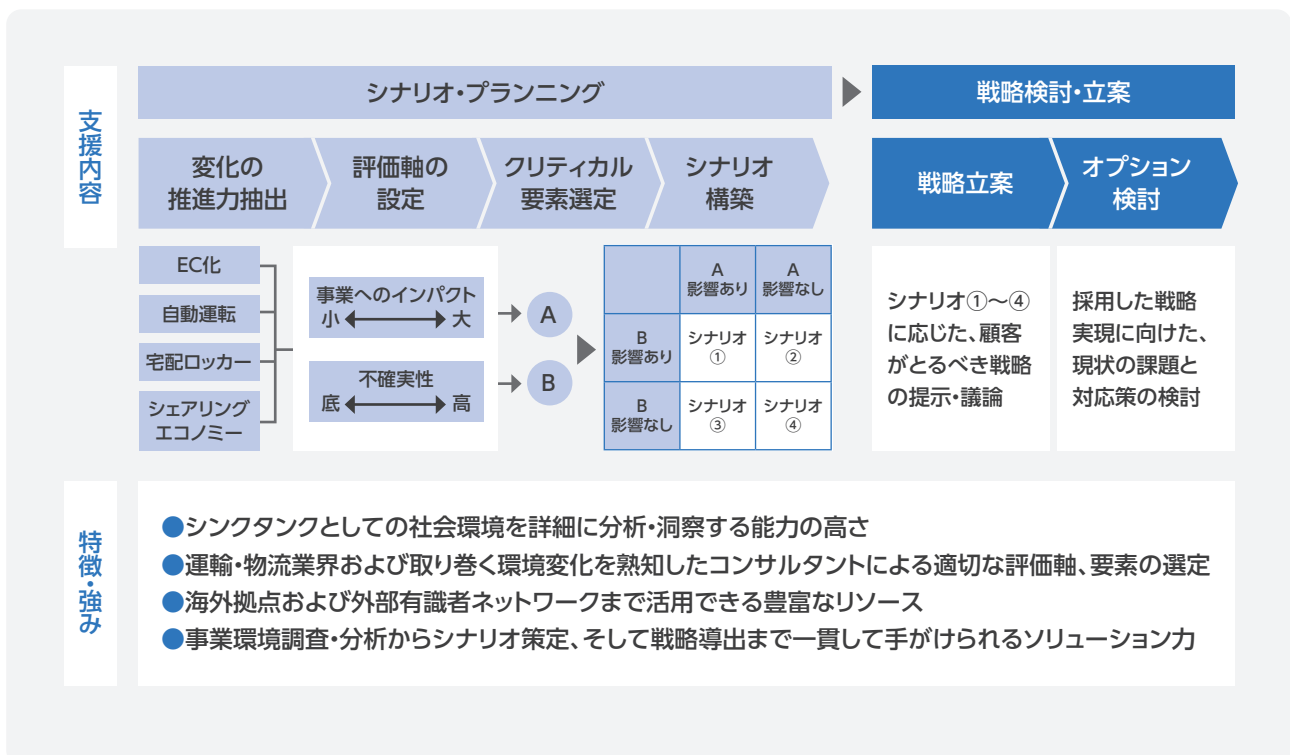 支援内容
シナリオ・プランニング
戦略検討・立案
変化の
推進力抽出
評価軸の
設定
クリティカル
要素選定
シナリオ
構築
戦略立案
オプション
検討
EC化
自動運転
宅配ロッカー
シェアリング
エコノミー
事業へのインパクト
小 大
不確実性
底 高
A
B
A
影響あり
A
影響なし
B
影響あり
シナリオ
①
シナリオ
②
B
影響なし
シナリオ
③
シナリオ
④
シナリオ①〜④
に応じた、顧客
がとるべき戦略
の提示・議論
採用した戦略
実現に向けた、
現状の課題と
対応策の検討
特徴・強み
●シンクタンクとしての社会環境を詳細に分析・洞察する能力の高さ
●運輸・物流業界および取り巻く環境変化を熟知したコンサルタントによる適切な評価軸、要素の選定
●海外拠点および外部有識者ネットワークまで活用できる豊富なリソース
●事業環境調査・分析からシナリオ策定、そして戦略導出まで一貫して手がけられるソリューション力